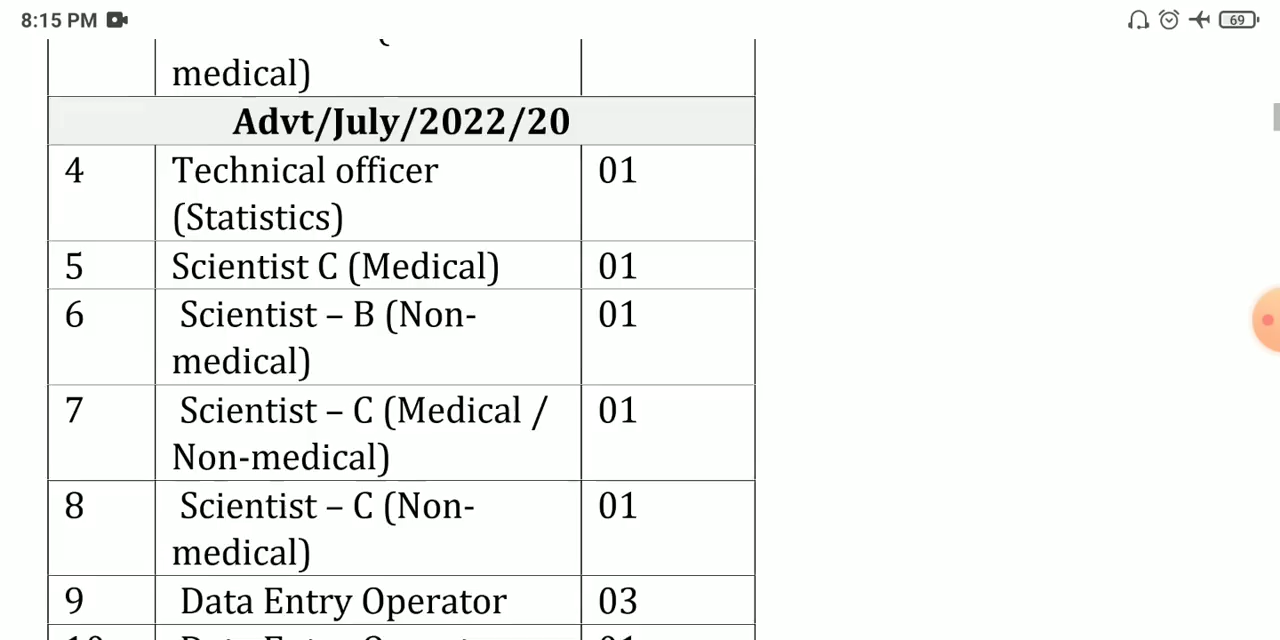 8:15 PM
69
medical)
Advt/July/2022/20
4 Technical officer 01
(Statistics)
5 Scientist C (Medical) 01
6 Scientist – B (Non- 01
medical)
7 Scientist – C (Medical / 01
Non-medical)
8 Scientist – C (Non- 01
medical)
9 Data Entry Operator 03